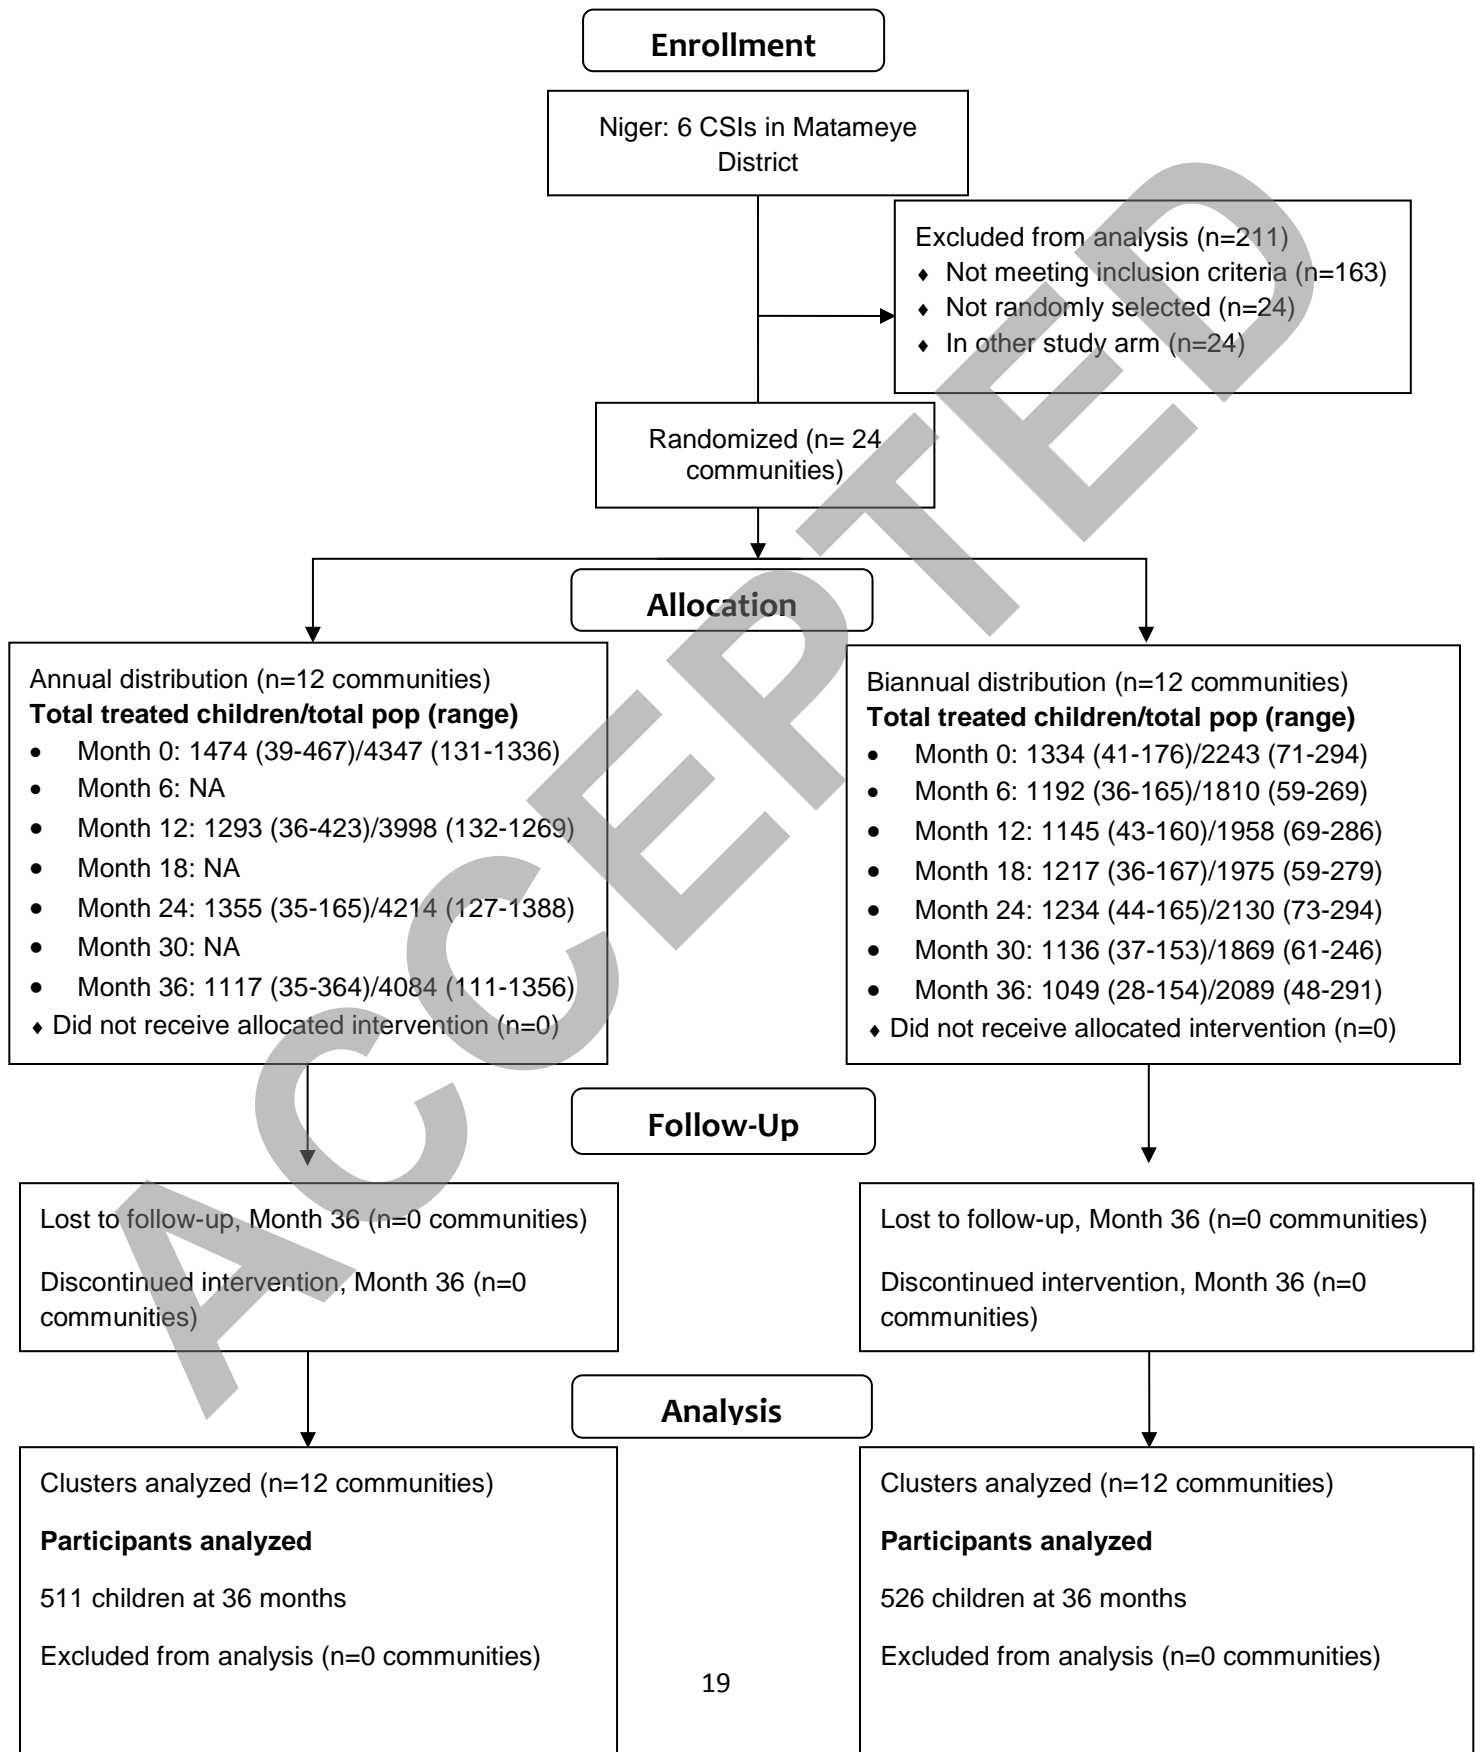 Enrollment
Niger: 6 CSIs in Matameye
District
Excluded from analysis (n=211)
♦ Not meeting inclusion criteria (n=163)
♦ Not randomly selected (n=24)
♦ In other study arm (n=24)
Randomized (n= 24
communities)
Allocation
Annual distribution (n=12 communities)
Total treated children/total pop (range)
• Month 0: 1474 (39-467)/4347 (131-1336)
• Month 6: NA
• Month 12: 1293 (36-423)/3998 (132-1269)
• Month 18: NA
• Month 24: 1355 (35-165)/4214 (127-1388)
• Month 30: NA
• Month 36: 1117 (35-364)/4084 (111-1356)
♦ Did not receive allocated intervention (n=0)
Biannual distribution (n=12 communities)
Total treated children/total pop (range)
• Month 0: 1334 (41-176)/2243 (71-294)
• Month 6: 1192 (36-165)/1810 (59-269)
• Month 12: 1145 (43-160)/1958 (69-286)
• Month 18: 1217 (36-167)/1975 (59-279)
• Month 24: 1234 (44-165)/2130 (73-294)
• Month 30: 1136 (37-153)/1869 (61-246)
• Month 36: 1049 (28-154)/2089 (48-291)
♦ Did not receive allocated intervention (n=0)
Follow-Up
Lost to follow-up, Month 36 (n=0 communities)
Discontinued intervention, Month 36 (n=0
communities)
Lost to follow-up, Month 36 (n=0 communities)
Discontinued intervention, Month 36 (n=0
communities)
Analysis
Clusters analyzed (n=12 communities)
Participants analyzed
511 children at 36 months
Excluded from analysis (n=0 communities)
Clusters analyzed (n=12 communities)
Participants analyzed
526 children at 36 months
Excluded from analysis (n=0 communities)
19
ACCEPTED